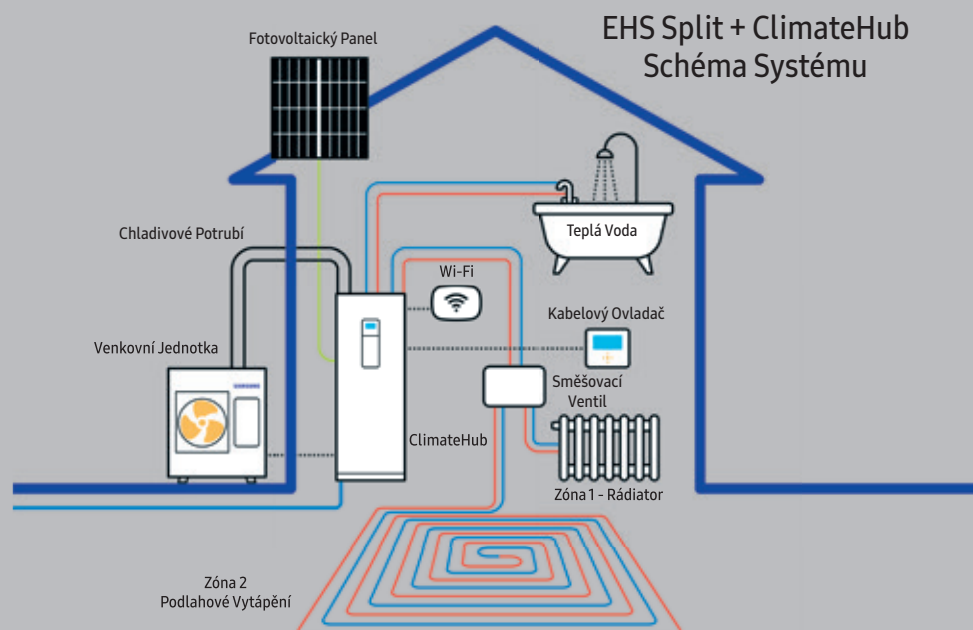 EHS Split + ClimateHub
Schéma Systému
Fotovoltaický Panel
Teplá Voda
Chladivové Potrubí
Wi-Fi
Kabelový Ovladač
Venkovní Jednotka
Směšovací
Ventil
SAMSUNG
ClimateHub
Zóna 1 - Rádiator
Zóna 2
Podlahové Vytápění